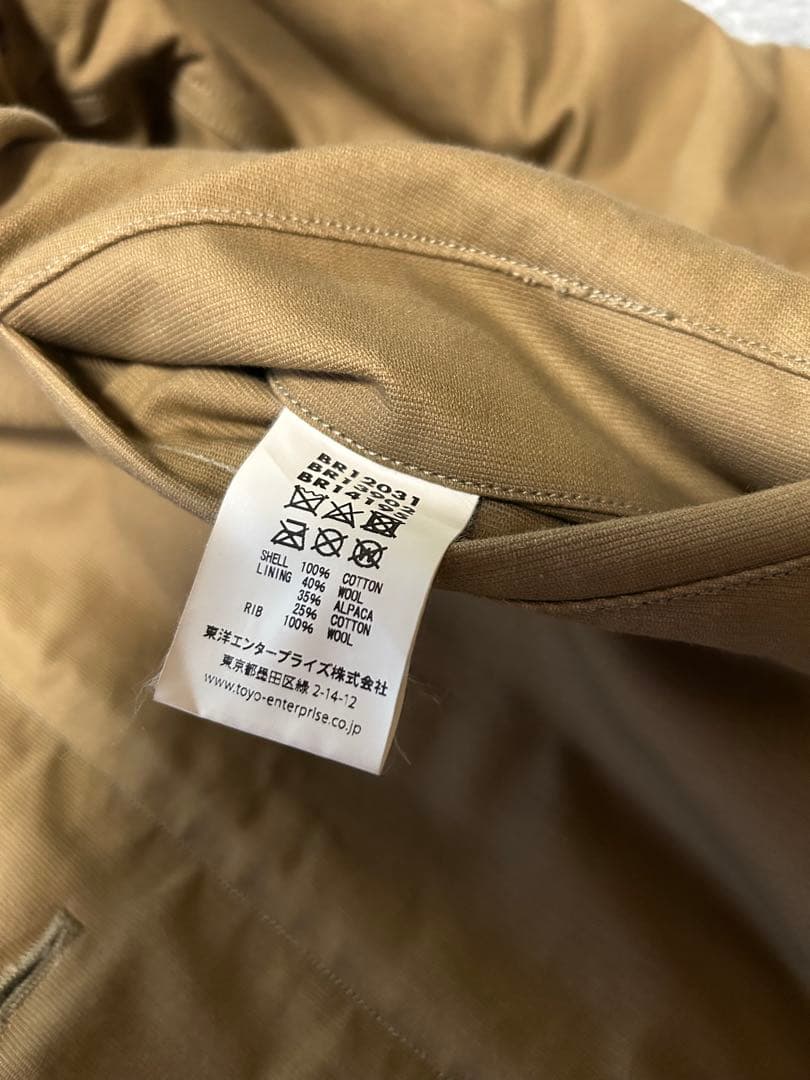 BR12031
BR13902
SHELL 100% COTTON
LINING 40% WOOL
35% ALPACA
25% COTTON
RIB 100% WOOL
東洋エンタープライズ株式会社
東京都墨田区緑 2-14-12
www.toyo-enterprise.co.jp